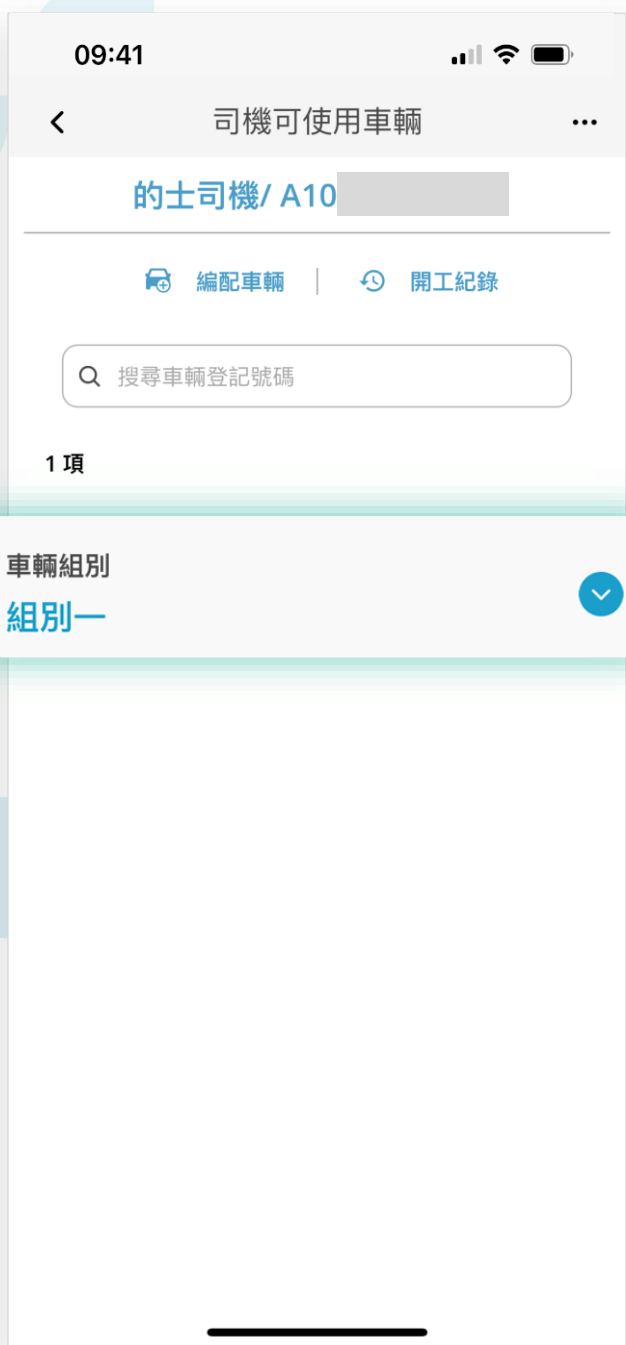 09:41
司機可使用車輛
的士司機/ A10
編配車輛 | 開工紀錄
搜尋車輛登記號碼
1 項
車輛組別
組別一